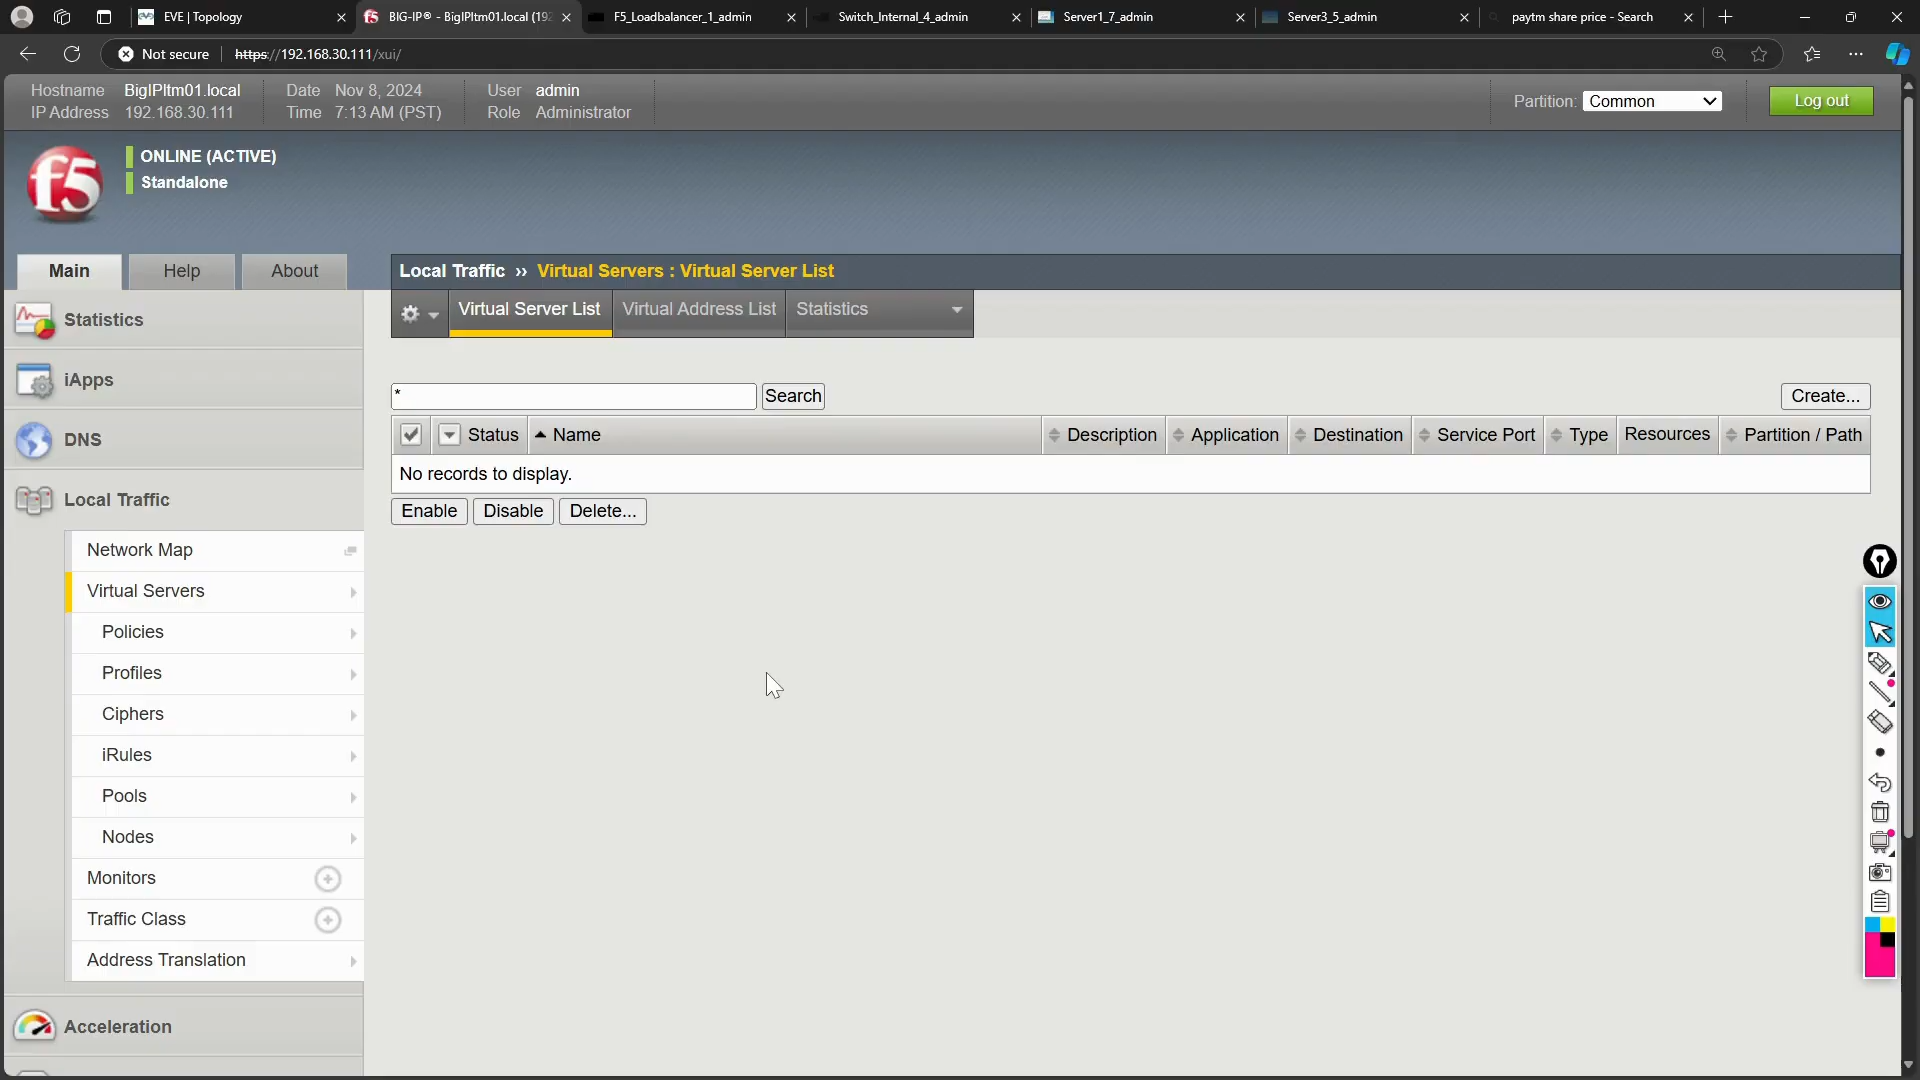 EVE | Topology
BIG-IP® - BigIPltm01.local (192
F5_Loadbalancer_1_admin
Switch_Internal_4_admin
Server1_7_admin
Server3_5_admin
paytm share price - Search
Not secure
https://192.168.30.111/xui/
Hostname BigIPltm01.local
IP Address 192.168.30.111
Date Nov 8, 2024
Time 7:13 AM (PST)
User admin
Role Administrator
Partition: Common
Log out
f5
ONLINE (ACTIVE)
Standalone
Main
Help
About
Local Traffic ›› Virtual Servers : Virtual Server List
Virtual Server List
Virtual Address List
Statistics
* Search
Create...
Status
Name
Description
Application
Destination
Service Port
Type
Resources
Partition / Path
No records to display.
Enable
Disable
Delete...
Statistics
iApps
DNS
Local Traffic
Network Map
Virtual Servers
Policies
Profiles
Ciphers
iRules
Pools
Nodes
Monitors
Traffic Class
Address Translation
Acceleration